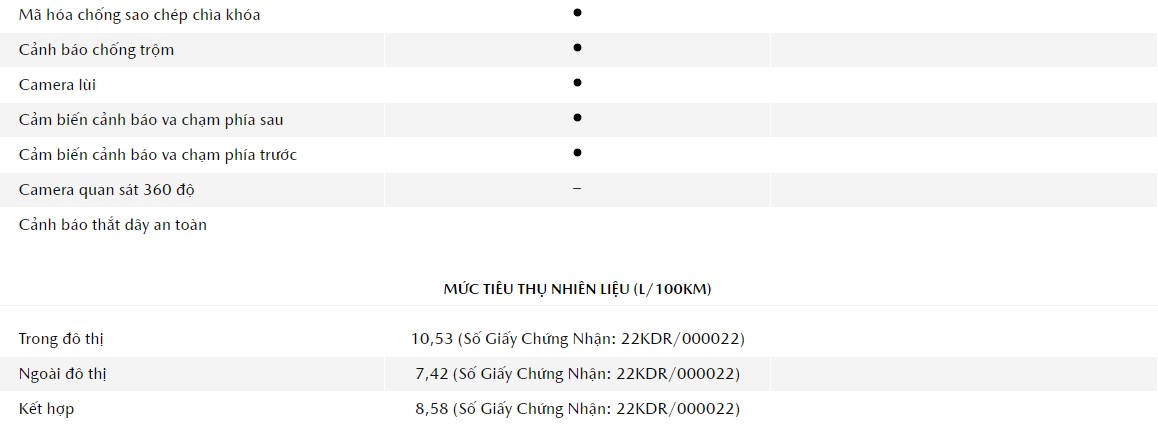 Mã hóa chống sao chép chìa khóa ●
Cảnh báo chống trộm ●
Camera lùi ●
Cảm biến cảnh báo va chạm phía sau ●
Cảm biến cảnh báo va chạm phía trước ●
Camera quan sát 360 độ –
Cảnh báo thắt dây an toàn
MỨC TIÊU THỤ NHIÊN LIỆU (L/100KM)
Trong đô thị 10,53 (Số Giấy Chứng Nhận: 22KDR/000022)
Ngoài đô thị 7,42 (Số Giấy Chứng Nhận: 22KDR/000022)
Kết hợp 8,58 (Số Giấy Chứng Nhận: 22KDR/000022)